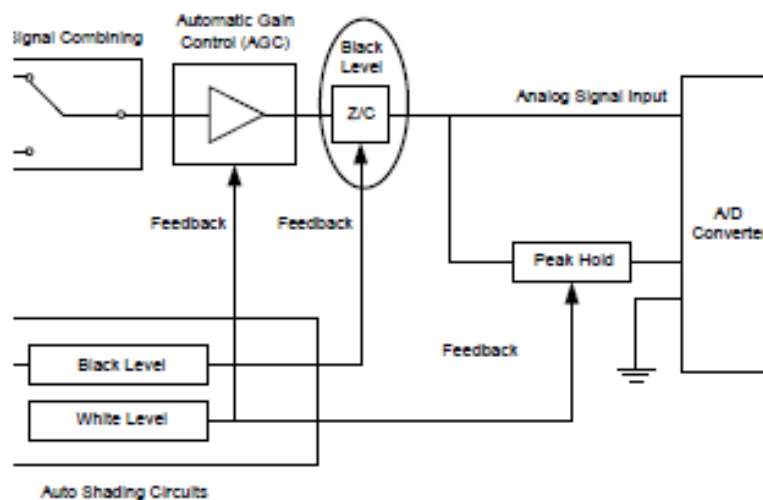 Signal Combining
Automatic Gain
Control (AGC)
Black
Level
Z/C
Analog Signal Input
A/D
Converter
Feedback
Feedback
Peak Hold
Feedback
Black Level
White Level
Auto Shading Circuits